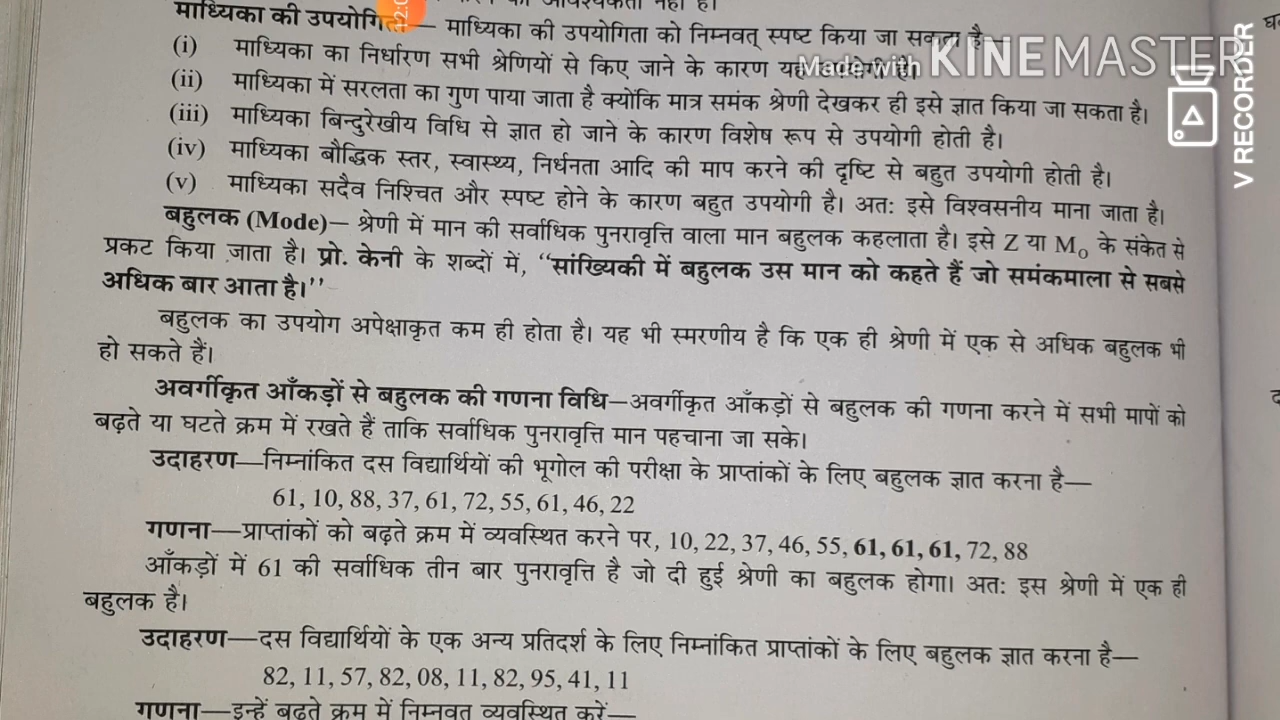 माध्यिका की उपयोगिता— माध्यिका की उपयोगिता को निम्नवत् स्पष्ट किया जा सकता है—
(i) माध्यिका का निर्धारण सभी श्रेणियों से किए जाने के कारण यह उपयोगी है।
(ii) माध्यिका में सरलता का गुण पाया जाता है क्योंकि मात्र समंक श्रेणी देखकर ही इसे ज्ञात किया जा सकता है।
(iii) माध्यिका बिन्दुरेखीय विधि से ज्ञात हो जाने के कारण विशेष रूप से उपयोगी होती है।
(iv) माध्यिका बौद्धिक स्तर, स्वास्थ्य, निर्धनता आदि की माप करने की दृष्टि से बहुत उपयोगी होती है।
(v) माध्यिका सदैव निश्चित और स्पष्ट होने के कारण बहुत उपयोगी है। अतः इसे विश्वसनीय माना जाता है।
बहुलक (Mode)— श्रेणी में मान की सर्वाधिक पुनरावृत्ति वाला मान बहुलक कहलाता है। इसे Z या Mo के संकेत से
प्रकट किया जाता है। प्रो. केनी के शब्दों में, “सांख्यिकी में बहुलक उस मान को कहते हैं जो समंकमाला से सबसे
अधिक बार आता है।”
बहुलक का उपयोग अपेक्षाकृत कम ही होता है। यह भी स्मरणीय है कि एक ही श्रेणी में एक से अधिक बहुलक भी
हो सकते हैं।
अवर्गीकृत आँकड़ों से बहुलक की गणना विधि—अवर्गीकृत आँकड़ों से बहुलक की गणना करने में सभी मापों को
बढ़ते या घटते क्रम में रखते हैं ताकि सर्वाधिक पुनरावृत्ति मान पहचाना जा सके।
उदाहरण—निम्नांकित दस विद्यार्थियों की भूगोल की परीक्षा के प्राप्तांकों के लिए बहुलक ज्ञात करना है—
61, 10, 88, 37, 61, 72, 55, 61, 46, 22
गणना—प्राप्तांकों को बढ़ते क्रम में व्यवस्थित करने पर, 10, 22, 37, 46, 55, 61, 61, 61, 72, 88
आँकड़ों में 61 की सर्वाधिक तीन बार पुनरावृत्ति है जो दी हुई श्रेणी का बहुलक होगा। अतः इस श्रेणी में एक ही
बहुलक है।
उदाहरण—दस विद्यार्थियों के एक अन्य प्रतिदर्श के लिए निम्नांकित प्राप्तांकों के लिए बहुलक ज्ञात करना है—
82, 11, 57, 82, 08, 11, 82, 95, 41, 11
गणना—इन्हें बढ़ते क्रम में निम्नवत् व्यवस्थित करें—
Made with KINEMASTER
V RECORDER